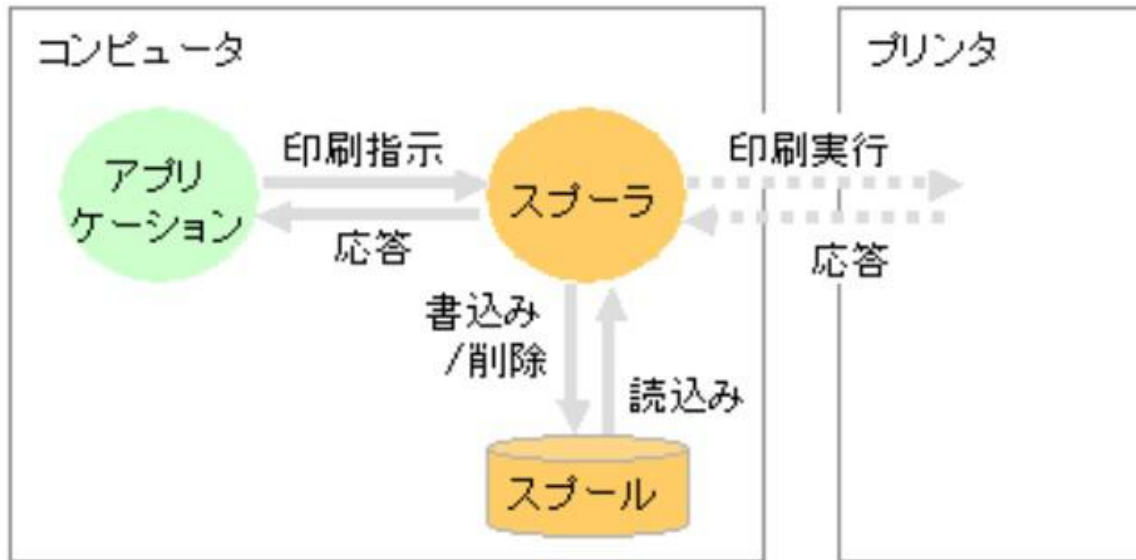 コンピュータ
プリンタ
アプリ
ケーション
印刷指示
応答
スプーラ
印刷実行
応答
書込み
/削除
読込み
スプール